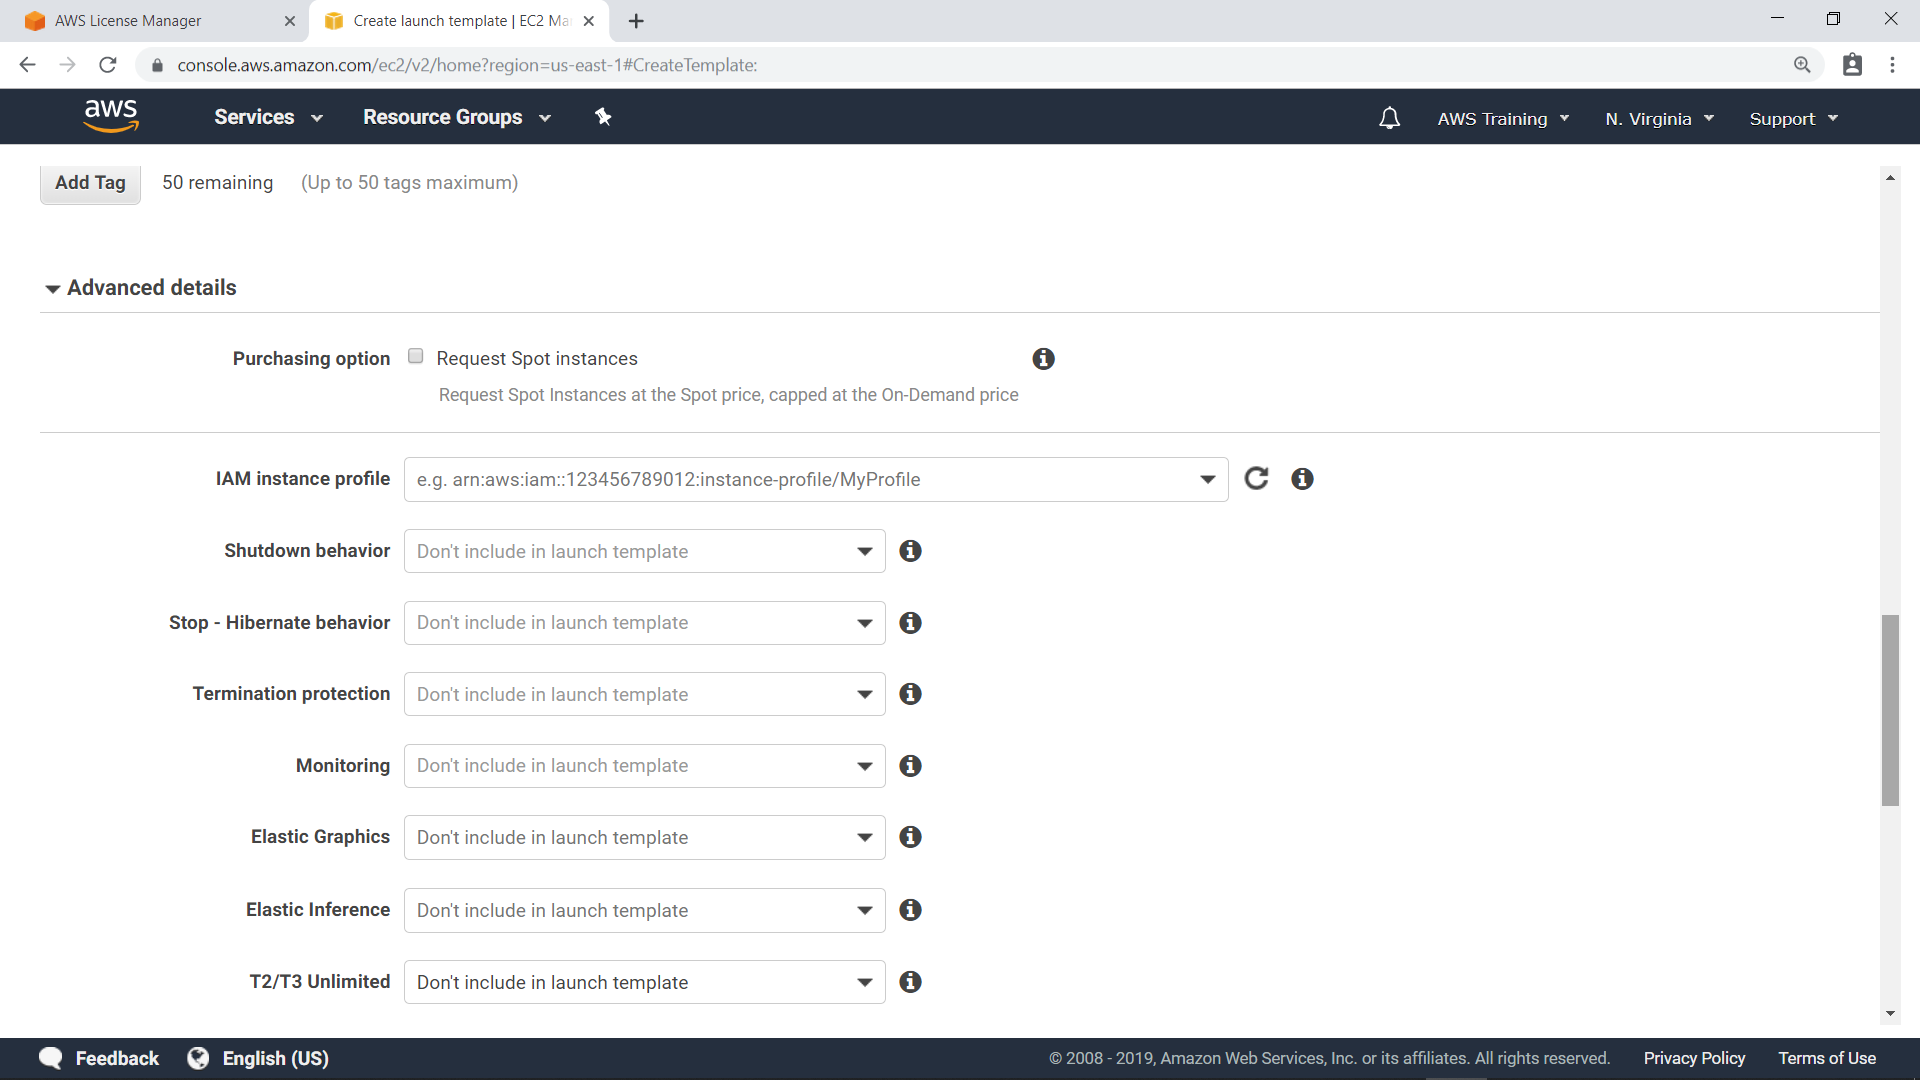 AWS License Manager
Create launch template | EC2 Ma
console.aws.amazon.com/ec2/v2/home?region=us-east-1#CreateTemplate:
aws
Services
Resource Groups
AWS Training
N. Virginia
Support
Add Tag
50 remaining
(Up to 50 tags maximum)
Advanced details
Purchasing option
Request Spot instances
Request Spot Instances at the Spot price, capped at the On-Demand price
IAM instance profile
e.g. arn:aws:iam::123456789012:instance-profile/MyProfile
Shutdown behavior
Don't include in launch template
Stop - Hibernate behavior
Don't include in launch template
Termination protection
Don't include in launch template
Monitoring
Don't include in launch template
Elastic Graphics
Don't include in launch template
Elastic Inference
Don't include in launch template
T2/T3 Unlimited
Don't include in launch template
Feedback
English (US)
© 2008 - 2019, Amazon Web Services, Inc. or its affiliates. All rights reserved.
Privacy Policy
Terms of Use